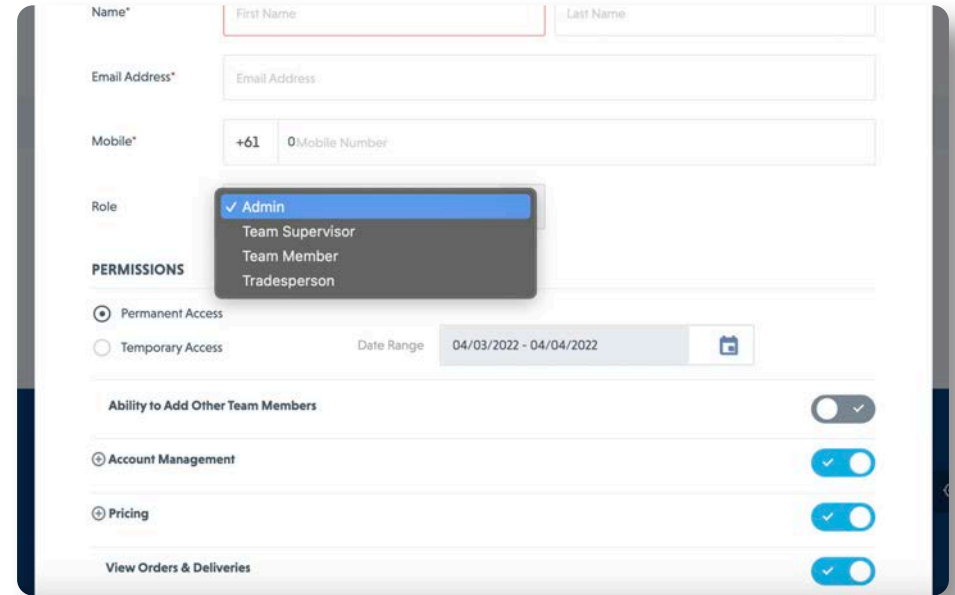 Name* First Name Last Name
Email Address* Email Address
Mobile* +61 0Mobile Number
Role ✓ Admin
Team Supervisor
Team Member
Tradesperson
PERMISSIONS
Permanent Access
Temporary Access Date Range 04/03/2022 - 04/04/2022
Ability to Add Other Team Members
Account Management
Pricing
View Orders & Deliveries